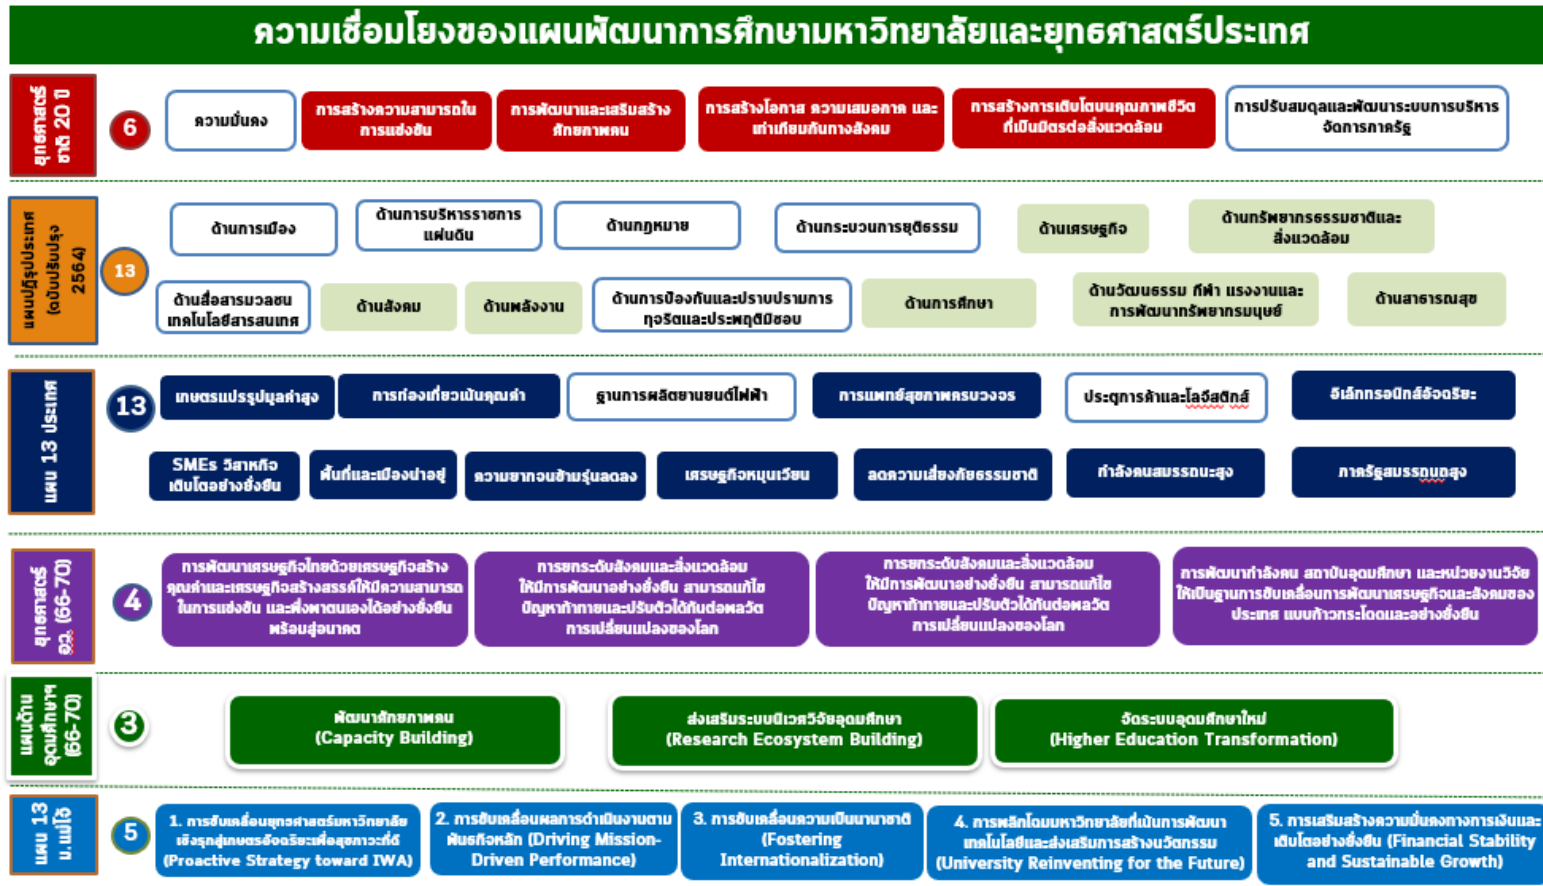 ความเชื่อมโยงของแผนพัฒนาการศึกษามหาวิทยาลัยและยุทธศาสตร์ประเทศ
ยุทธศาสตร์
ชาติ 20 ปี
6
ความมั่นคง
การสร้างความสามารถใน
การแข่งขัน
การพัฒนาและเสริมสร้าง
ศักยภาพคน
การสร้างโอกาส ความเสมอภาค และ
เท่าเทียมกันทางสังคม
การสร้างการเติบโตบนคุณภาพชีวิต
ที่เป็นมิตรต่อสิ่งแวดล้อม
การปรับสมดุลและพัฒนาระบบการบริหาร
จัดการภาครัฐ
แผนปฏิรูปประเทศ
(ฉบับปรับปรุง
2564)
13
ด้านการเมือง
ด้านการบริหารราชการ
แผ่นดิน
ด้านกฎหมาย
ด้านกระบวนการยุติธรรม
ด้านเศรษฐกิจ
ด้านทรัพยากรธรรมชาติและ
สิ่งแวดล้อม
ด้านสื่อสารมวลชน
เทคโนโลยีสารสนเทศ
ด้านสังคม
ด้านพลังงาน
ด้านการป้องกันและปราบปรามการ
ทุจริตและประพฤติมิชอบ
ด้านการศึกษา
ด้านวัฒนธรรม กีฬา แรงงานและ
การพัฒนาทรัพยากรมนุษย์
ด้านสาธารณสุข
แผน 13 ประเทศ
13
เกษตรแปรรูปมูลค่าสูง
การท่องเที่ยวเน้นคุณค่า
ฐานการผลิตยานยนต์ไฟฟ้า
การแพทย์สุขภาพครบวงจร
ประตูการค้าและโลจีสติกส์
อิเล็กทรอนิกส์อัจฉริยะ
SMEs วิสาหกิจ
เติบโตอย่างยั่งยืน
พื้นที่และเมืองน่าอยู่
ความยากจนข้ามรุ่นลดลง
เศรษฐกิจหมุนเวียน
ลดความเสี่ยงภัยธรรมชาติ
กำลังคนสมรรถนะสูง
ภาครัฐสมรรถนถสูง
ยุทธศาสตร์
อว. (66-70)
4
การพัฒนาเศรษฐกิจไทยด้วยเศรษฐกิจสร้าง
คุณค่าและเศรษฐกิจสร้างสรรค์ให้มีความสามารถ
ในการแข่งขัน และพึ่งพาตนเองได้อย่างยั่งยืน
พร้อมสู่อนาคต
การยกระดับสังคมและสิ่งแวดล้อม
ให้มีการพัฒนาอย่างยั่งยืน สามารถแก้ไข
ปัญหาท้าทายและปรับตัวได้ทันต่อพลวัต
การเปลี่ยนแปลงของโลก
การยกระดับสังคมและสิ่งแวดล้อม
ให้มีการพัฒนาอย่างยั่งยืน สามารถแก้ไข
ปัญหาท้าทายและปรับตัวได้ทันต่อพลวัต
การเปลี่ยนแปลงของโลก
การพัฒนากำลังคน สถาบันอุดมศึกษา และหน่วยงานวิจัย
ให้เป็นฐานการขับเคลื่อนการพัฒนาเศรษฐกิจและสังคมของ
ประเทศ แบบก้าวกระโดดและอย่างยั่งยืน
แผนด้าน
อุดมศึกษาฯ
(66-70)
3
พัฒนาศักยภาพคน
(Capacity Building)
ส่งเสริมระบบนิเวศวิจัยอุดมศึกษา
(Research Ecosystem Building)
จัดระบบอุดมศึกษาใหม่
(Higher Education Transformation)
แผน 13
ม.แม่โจ้
5
1. การขับเคลื่อนยุทธศาสตร์มหาวิทยาลัย
เชิงรุกสู่เกษตรอัจฉริยะเพื่อสุขภาวะที่ดี
(Proactive Strategy toward IWA)
2. การขับเคลื่อนผลการดำเนินงานตาม
พันธกิจหลัก (Driving Mission-
Driven Performance)
3. การขับเคลื่อนความเป็นนานาชาติ
(Fostering
Internationalization)
4. การพลิกโฉมมหาวิทยาลัยที่เน้นการพัฒนา
เทคโนโลยีและส่งเสริมการสร้างนวัตกรรม
(University Reinventing for the Future)
5. การเสริมสร้างความมั่นคงทางการเงินและ
เติบโตอย่างยั่งยืน (Financial Stability
and Sustainable Growth)